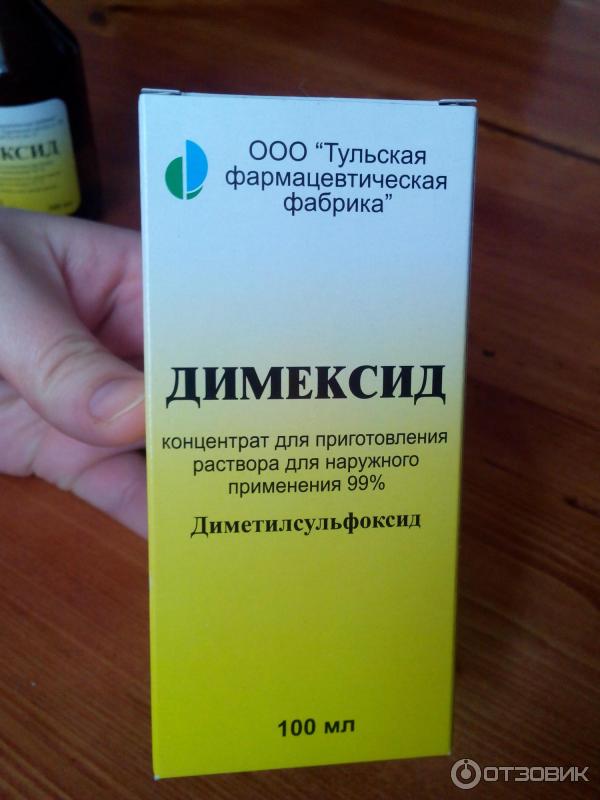 ООО “Тульская
фармацевтическая
фабрика”
ДИМЕКСИД
концентрат для приготовления
раствора для наружного
применения 99%
Диметилсульфоксид
100 мл
КСИД
ОТЗОВИК